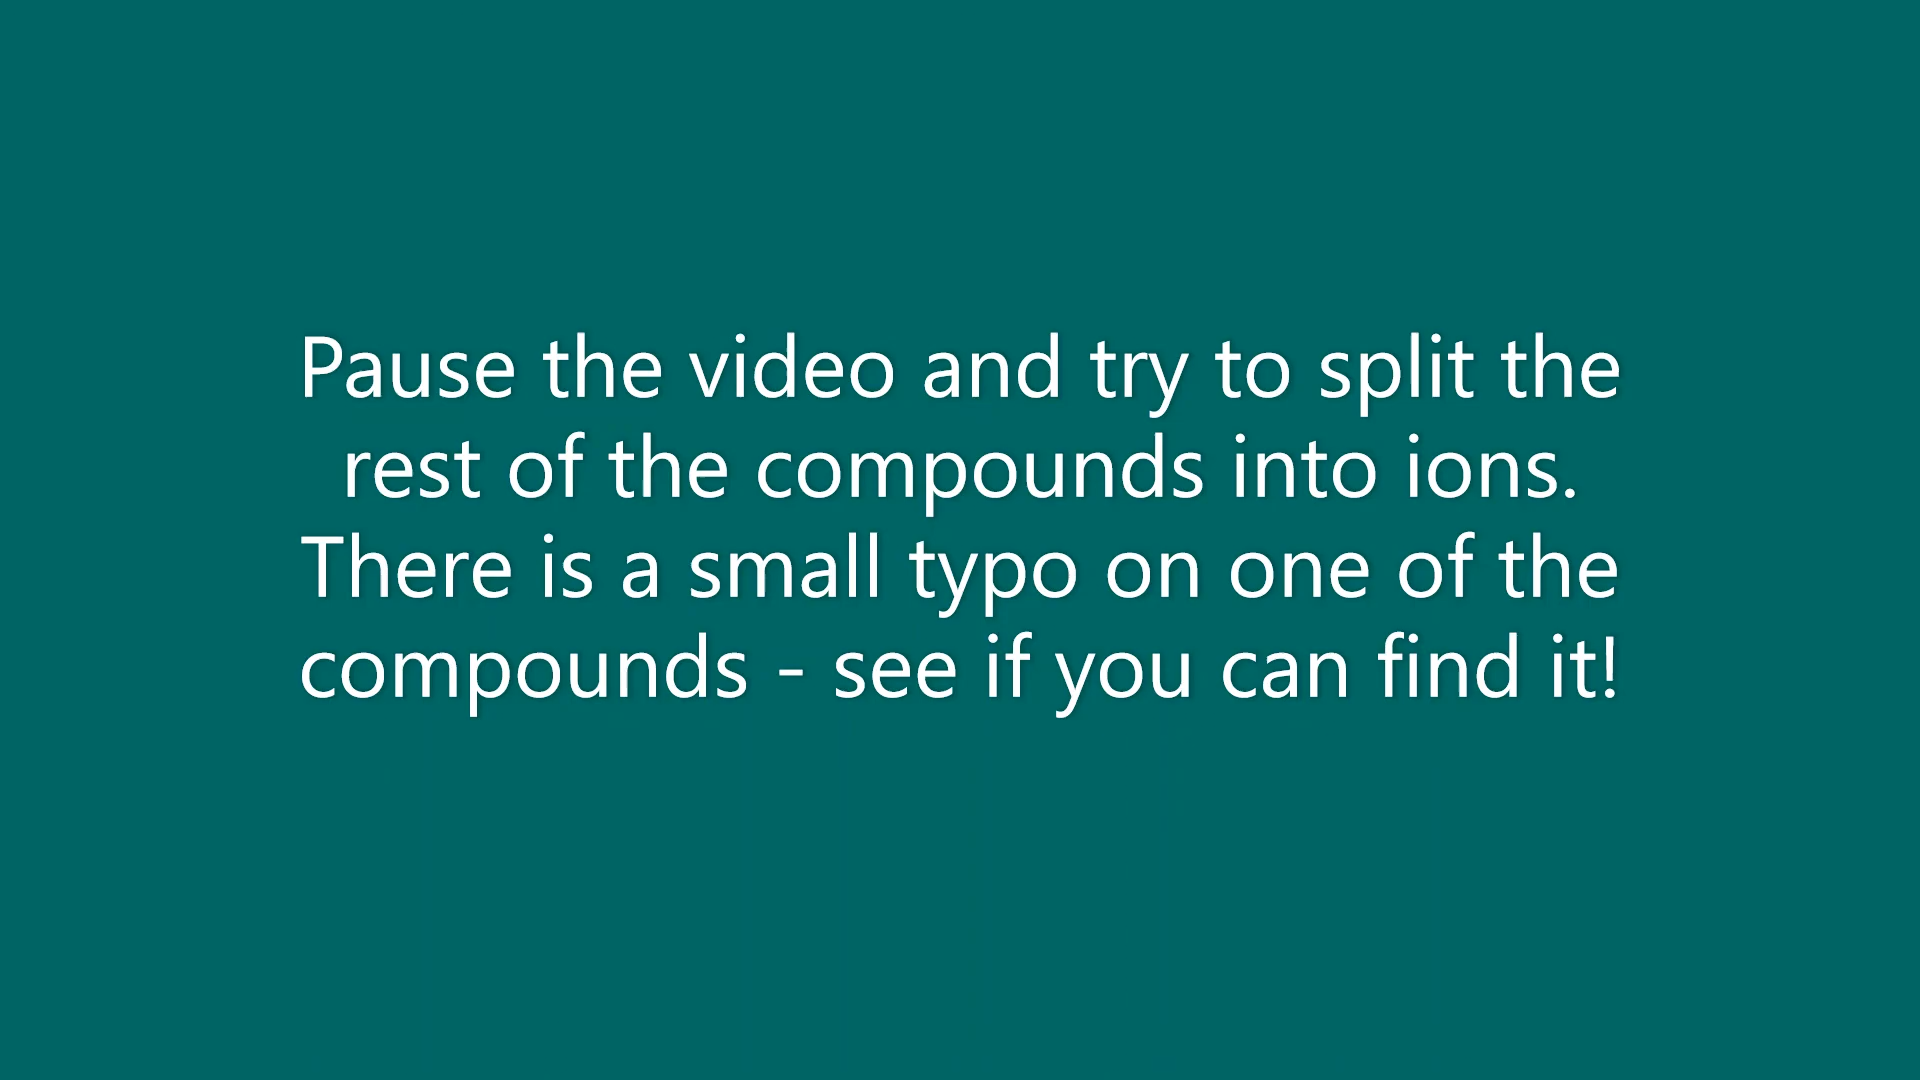 Pause the video and try to split the
rest of the compounds into ions.
There is a small typo on one of the
compounds - see if you can find it!